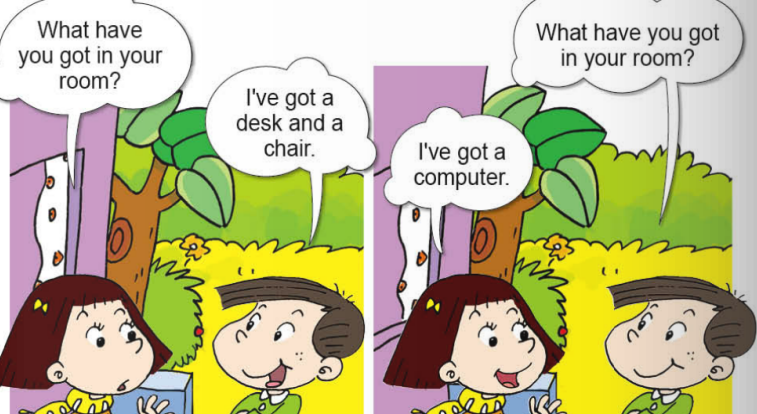 What have
you got in your
room?
I've got a
desk and a
chair.
What have you got
in your room?
I've got a
computer.